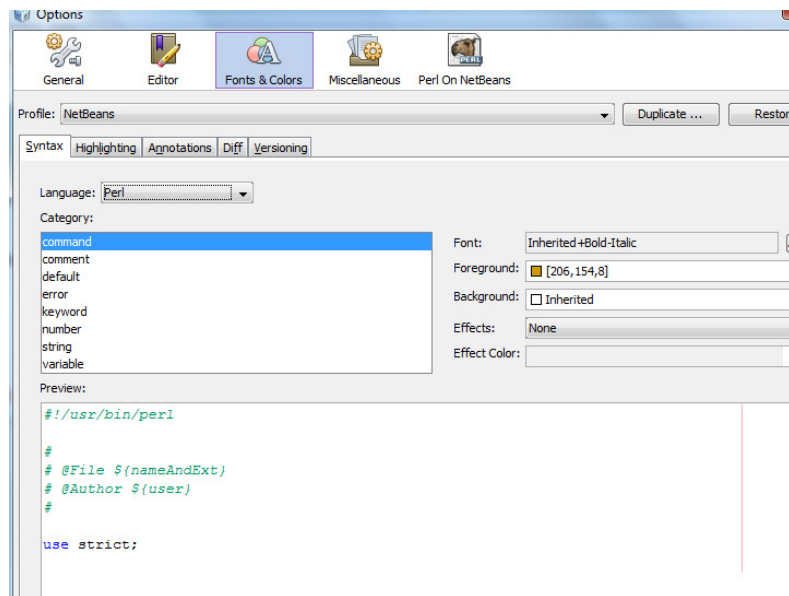 Options
PERL
General Editor Fonts & Colors Miscellaneous Perl On NetBeans
Profile: NetBeans Duplicate ... Restor
Syntax Highlighting Annotations Diff Versioning
Language: Perl
Category:
command
comment
default
error
keyword
number
string
variable
Font: Inherited+Bold-Italic
Foreground: [206,154,8]
Background: Inherited
Effects: None
Effect Color:
Preview:
#!/usr/bin/perl
#
# @File ${nameAndExt}
# @Author ${user}
#
use strict;